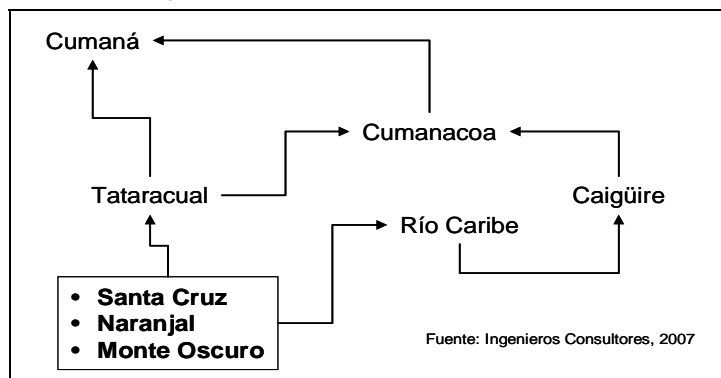 Cumaná
Cumanacoa
Tataracual
Caigüire
Río Caribe
• Santa Cruz
• Naranjal
• Monte Oscuro
Fuente: Ingenieros Consultores, 2007